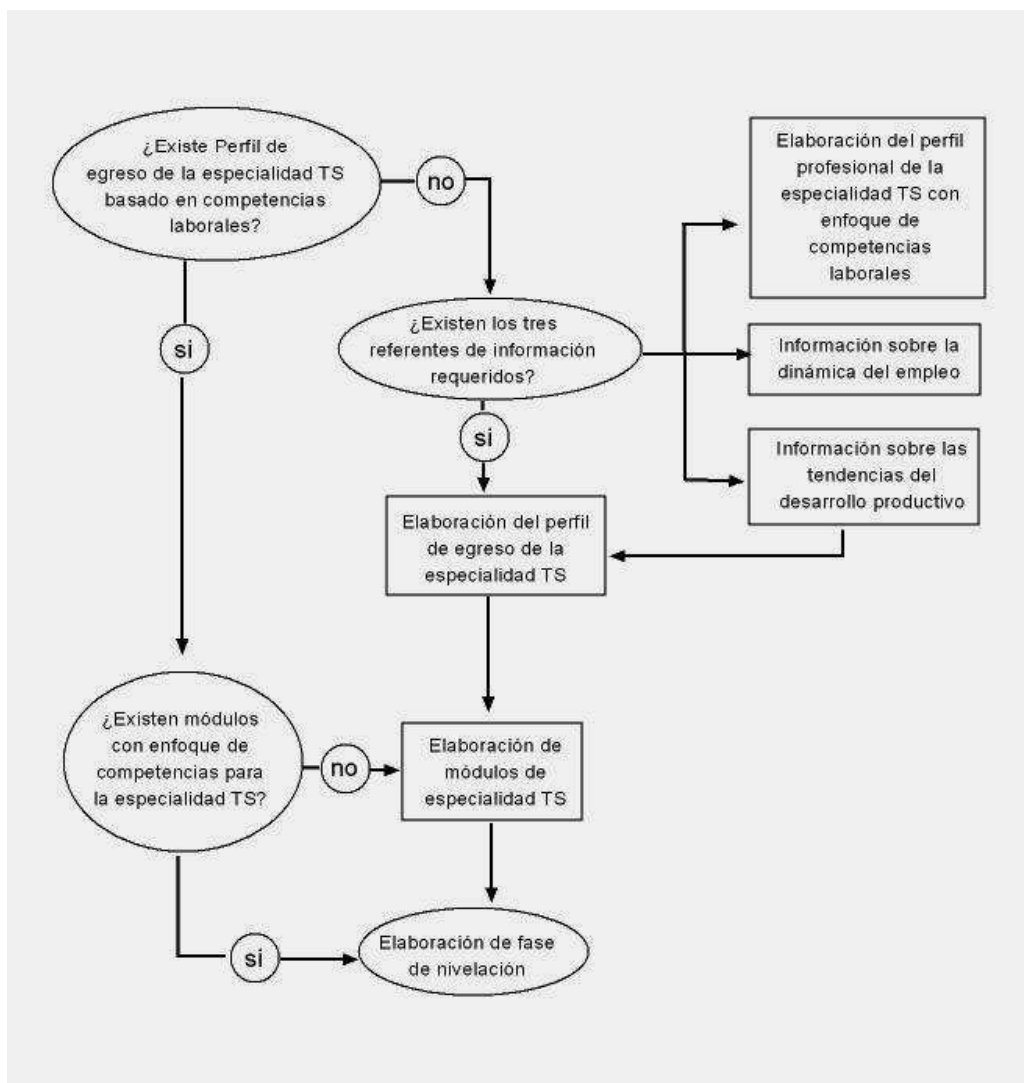 ¿Existe Perfil de
egreso de la especialidad TS
basado en competencias
laborales?
no
Elaboración del perfil
profesional de la
especialidad TS con
enfoque de
competencias
laborales
si
¿Existen los tres
referentes de información
requeridos?
Información sobre la
dinámica del empleo
si
Información sobre las
tendencias del
desarrollo productivo
Elaboración del perfil
de egreso de la
especialidad TS
¿Existen módulos
con enfoque de
competencias para
la especialidad TS?
no
Elaboración de
módulos de
especialidad TS
si
Elaboración de fase
de nivelación